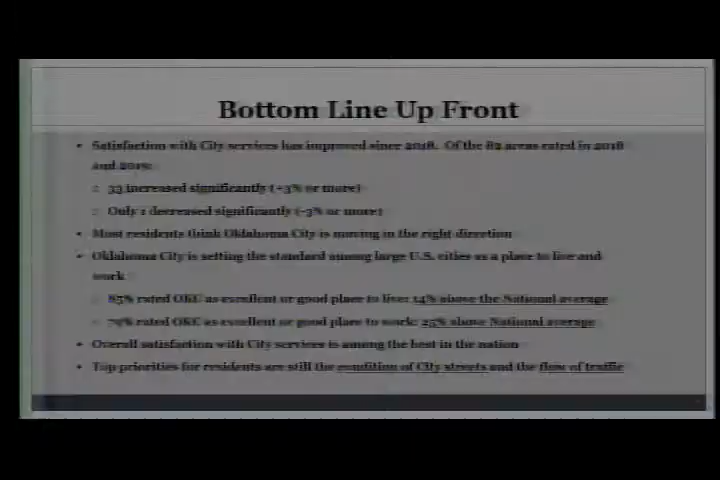 Bottom Line Up Front
• Satisfaction with City services has improved since 2018. Of the 82 areas rated in 2018
and 2019:
33 increased significantly (+3% or more)
Only 1 decreased significantly (-3% or more)
• Most residents think Oklahoma City is moving in the right direction
• Oklahoma City is setting the standard among large U.S. cities as a place to live and
work
85% rated OKC as excellent or good place to live: 34% above the National average
79% rated OKC as excellent or good place to work: 25% above National average
• Overall satisfaction with City services is among the best in the nation
• Top priorities for residents are still the condition of City streets and the flow of traffic